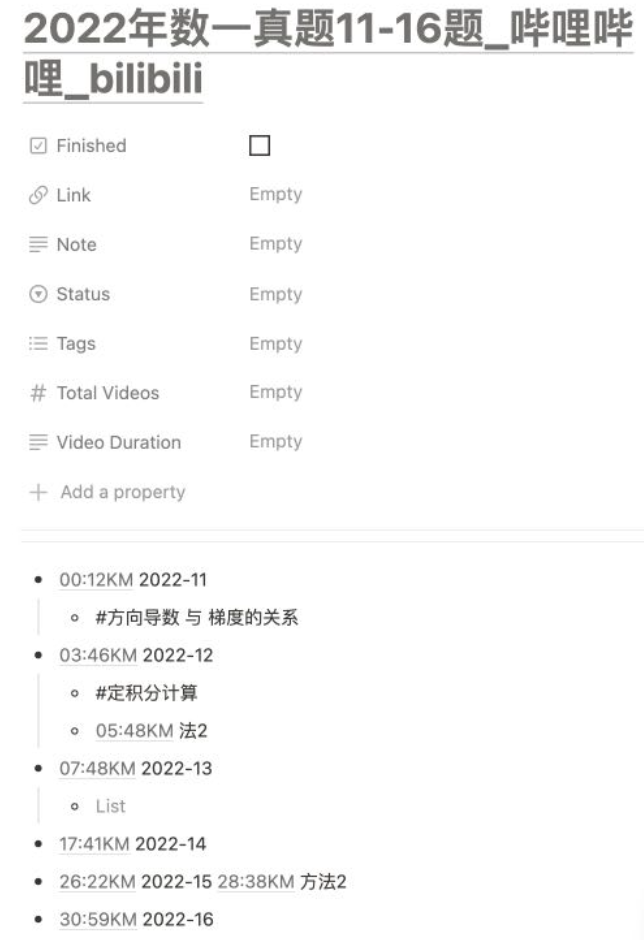 2022年数一真题11-16题_哔哩哔
哩_bilibili
Finished
Link Empty
Note Empty
Status Empty
Tags Empty
# Total Videos Empty
Video Duration Empty
+ Add a property
• 00:12KM 2022-11
◦ #方向导数 与 梯度的关系
• 03:46KM 2022-12
◦ #定积分计算
◦ 05:48KM 法2
• 07:48KM 2022-13
◦ List
• 17:41KM 2022-14
• 26:22KM 2022-15 28:38KM 方法2
• 30:59KM 2022-16